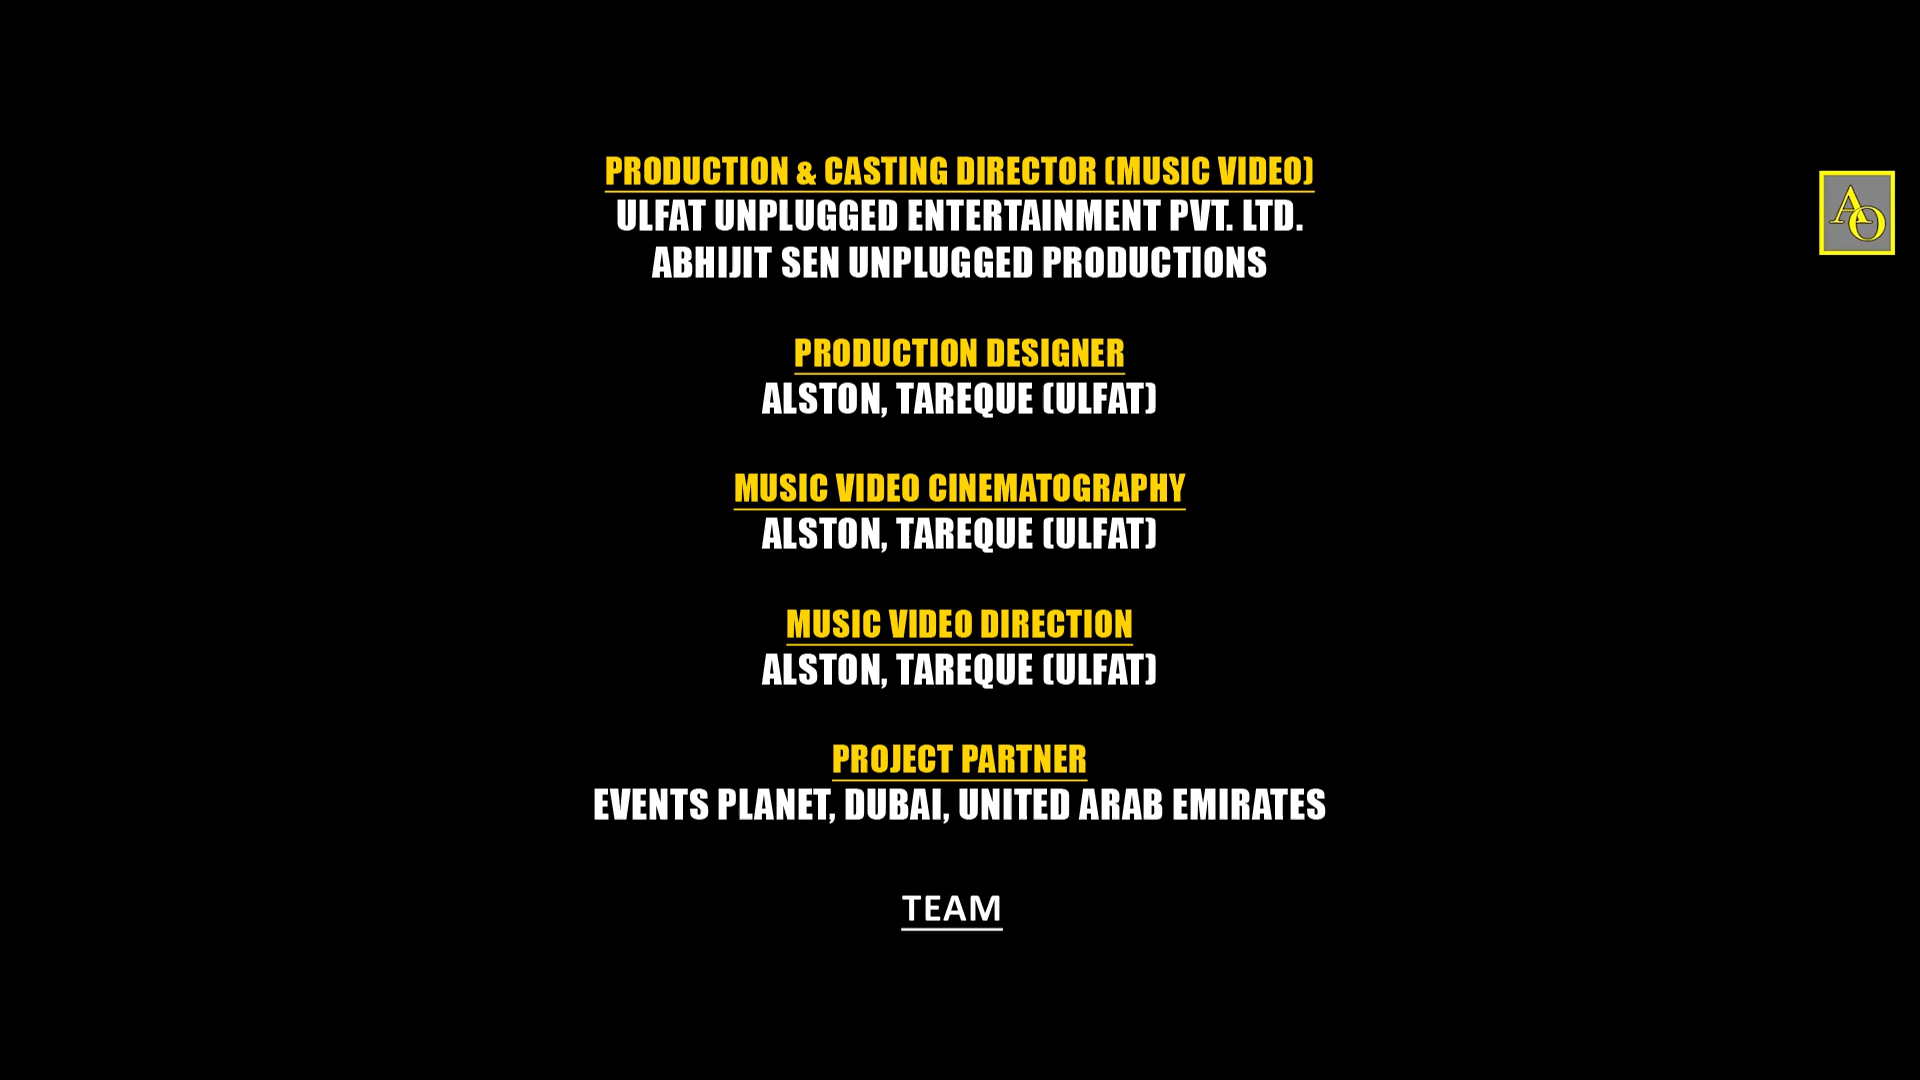 PRODUCTION & CASTING DIRECTOR (MUSIC VIDEO)
ULFAT UNPLUGGED ENTERTAINMENT PVT. LTD.
ABHIJIT SEN UNPLUGGED PRODUCTIONS
PRODUCTION DESIGNER
ALSTON, TAREQUE (ULFAT)
MUSIC VIDEO CINEMATOGRAPHY
ALSTON, TAREQUE (ULFAT)
MUSIC VIDEO DIRECTION
ALSTON, TAREQUE (ULFAT)
PROJECT PARTNER
EVENTS PLANET, DUBAI, UNITED ARAB EMIRATES
TEAM
AO